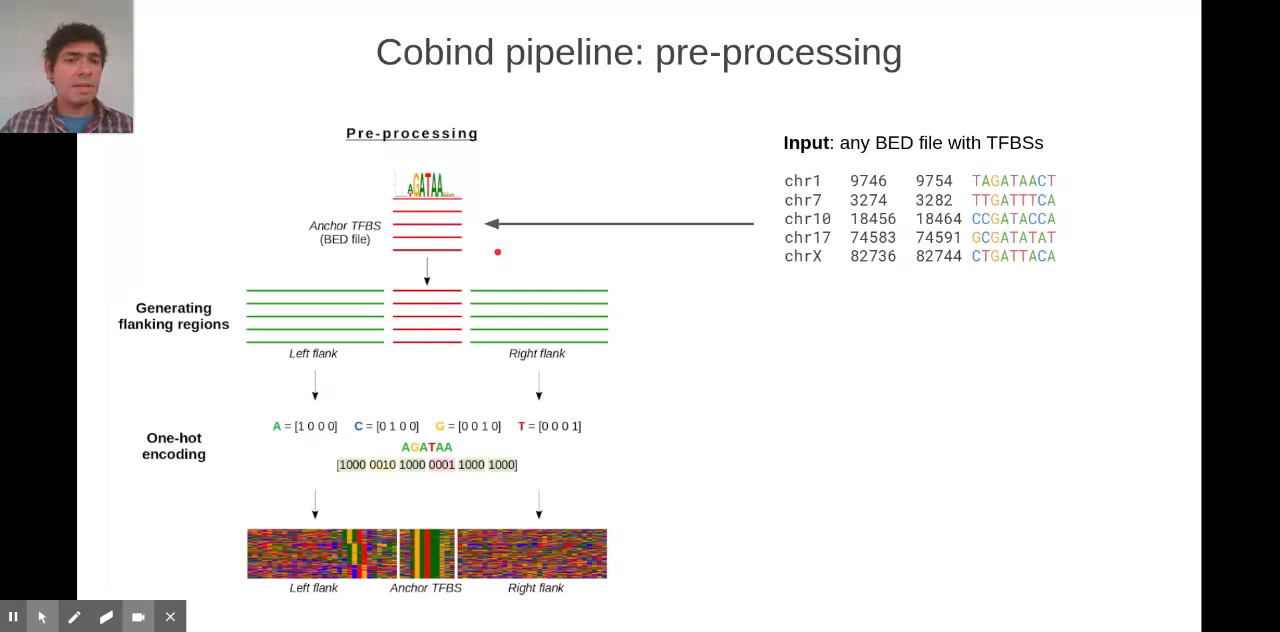 Cobind pipeline: pre-processing
Pre-processing
AGATAA
Anchor TFBS
(BED file)
Input: any BED file with TFBSs
chr1 9746 9754 TAGATAACT
chr7 3274 3282 TTGATTTCA
chr10 18456 18464 CCGATACCA
chr17 74583 74591 GCGATATAT
chrX 82736 82744 CTGATTACA
Generating
flanking regions
Left flank
Right flank
One-hot
encoding
A = [1 0 0 0] C = [0 1 0 0] G = [0 0 1 0] T = [0 0 0 1]
AGATAA
[1000 0010 1000 0001 1000 1000]
Left flank Anchor TFBS Right flank